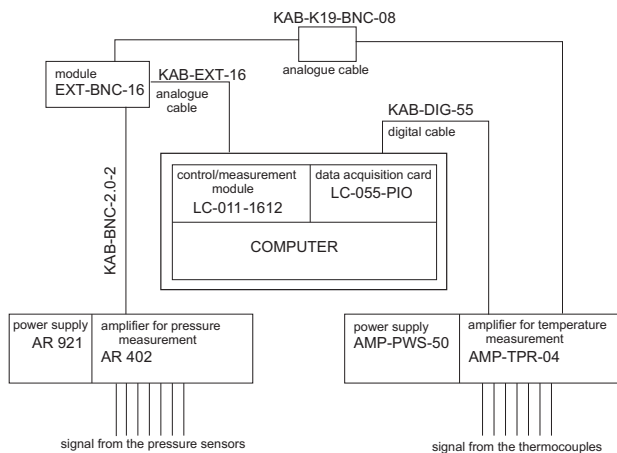 KAB-K19-BNC-08
analogue cable
module
EXT-BNC-16
KAB-EXT-16
analogue
cable
KAB-DIG-55
digital cable
KAB-BNC-2.0-2
control/measurement
module
LC-011-1612
data acquisition card
LC-055-PIO
COMPUTER
power supply
AR 921
amplifier for pressure
measurement
AR 402
power supply
AMP-PWS-50
amplifier for temperature
measurement
AMP-TPR-04
signal from the pressure sensors
signal from the thermocouples